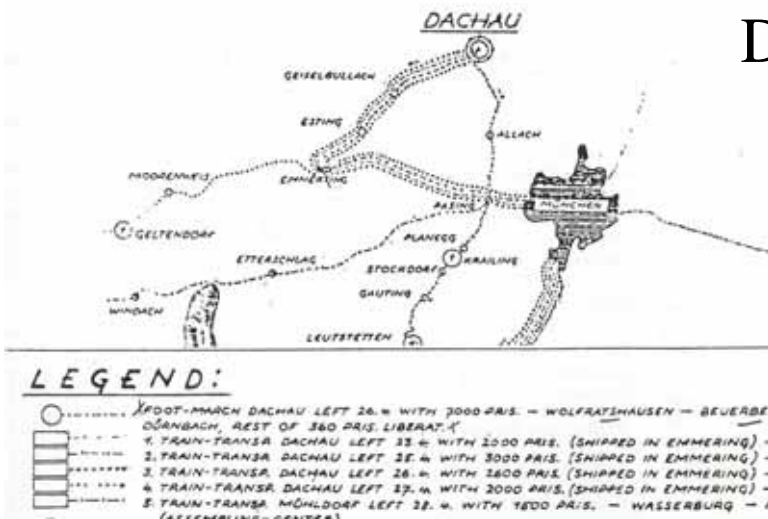 DACHAU
D
GEISELBULLACH
ESTING
ALLACH
MOORENWEIS
EMMERING
PASING
MÜNCHEN
GELTENDORF
PLANEGG
ETTERSCHLAG
KRAILING
STOCKDORF
WINDACH
GAUTING
LEUTSTETTEN
LEGEND:
FOOT-MARCH DACHAU LEFT 26.4 WITH 7000 PRIS. — WOLFRATSHAUSEN — BEUERBE
DÜRNBACH, REST OF 360 PRIS. LIBERAT.
1. TRAIN-TRANSP. DACHAU LEFT 23.4 WITH 2000 PRIS. (SHIPPED IN EMMERING) —
2. TRAIN-TRANSP. DACHAU LEFT 25.4 WITH 3000 PRIS. (SHIPPED IN EMMERING) —
3. TRAIN-TRANSP. DACHAU LEFT 26.4 WITH 2600 PRIS. (SHIPPED IN EMMERING) —
4 TRAIN-TRANSP. DACHAU LEFT 27.4 WITH 2000 PRIS. (SHIPPED IN EMMERING) —
5. TRAIN-TRANSP. MÜHLDORF LEFT 28.4. WITH 1500 PRIS. — WASSERBURG —
(ASSEMBLING-CENTER)